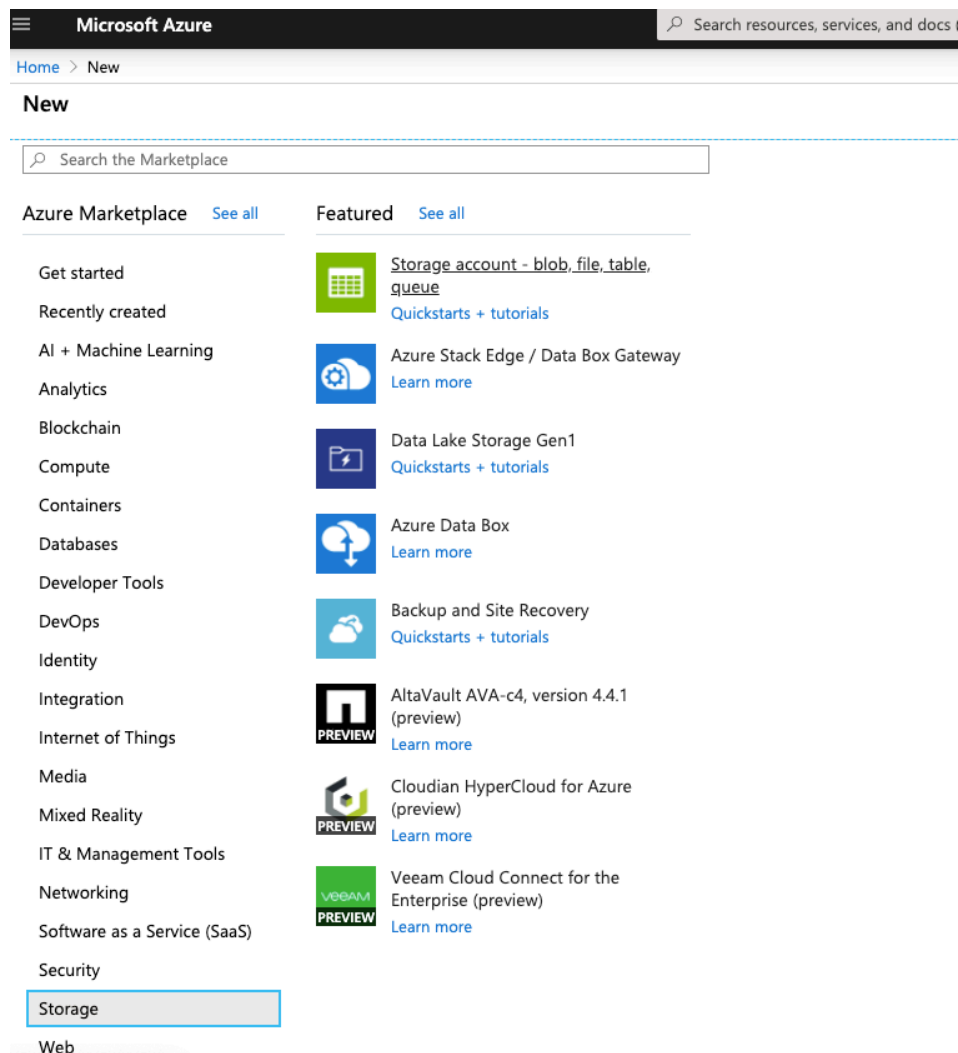 Microsoft Azure
Search resources, services, and docs (
Home > New
New
Search the Marketplace
Azure Marketplace See all
Get started
Recently created
AI + Machine Learning
Analytics
Blockchain
Compute
Containers
Databases
Developer Tools
DevOps
Identity
Integration
Internet of Things
Media
Mixed Reality
IT & Management Tools
Networking
Software as a Service (SaaS)
Security
Storage
Web
Featured See all
Storage account - blob, file, table,
queue
Quickstarts + tutorials
Azure Stack Edge / Data Box Gateway
Learn more
Data Lake Storage Gen1
Quickstarts + tutorials
Azure Data Box
Learn more
Backup and Site Recovery
Quickstarts + tutorials
PREVIEW
AltaVault AVA-c4, version 4.4.1
(preview)
Learn more
PREVIEW
Cloudian HyperCloud for Azure
(preview)
Learn more
veeam
PREVIEW
Veeam Cloud Connect for the
Enterprise (preview)
Learn more